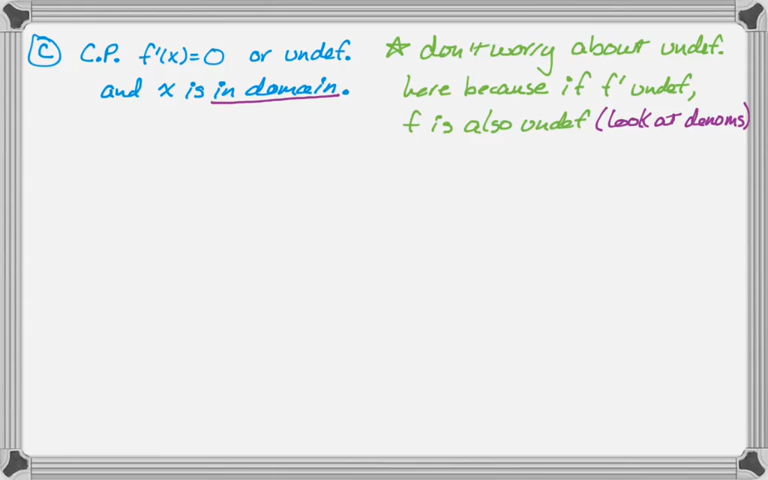 Ⓒ C.P. f'(x)=0 or undef.
and x is in domain.
☆ don't worry about undef.
here because if f' undef,
f is also undef (look at denoms)